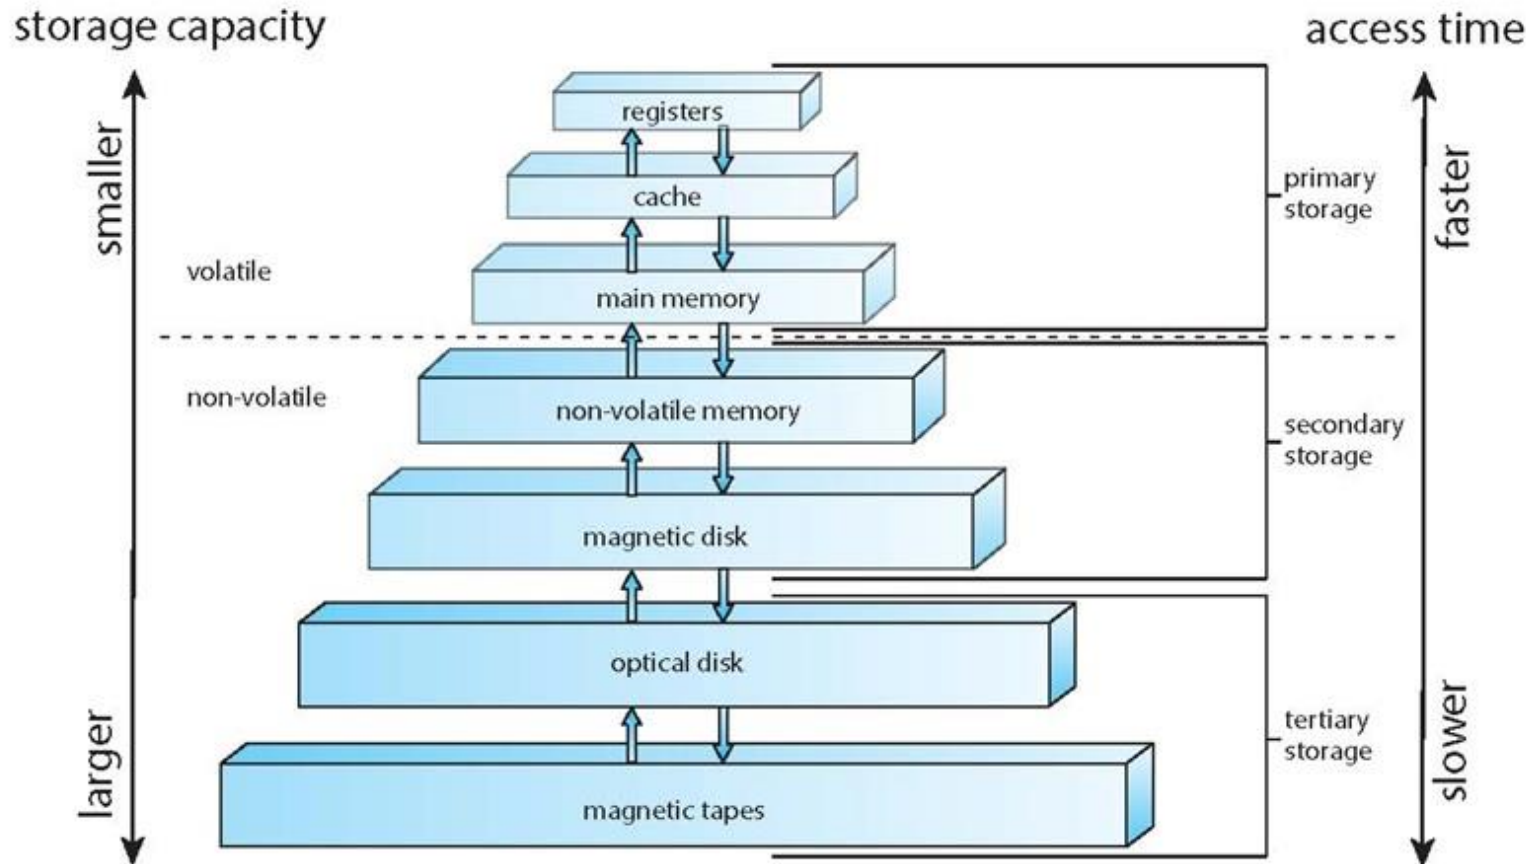 storage capacity
access time
smaller
larger
volatile
non-volatile
registers
cache
main memory
non-volatile memory
magnetic disk
optical disk
magnetic tapes
primary
storage
secondary
storage
tertiary
storage
faster
slower